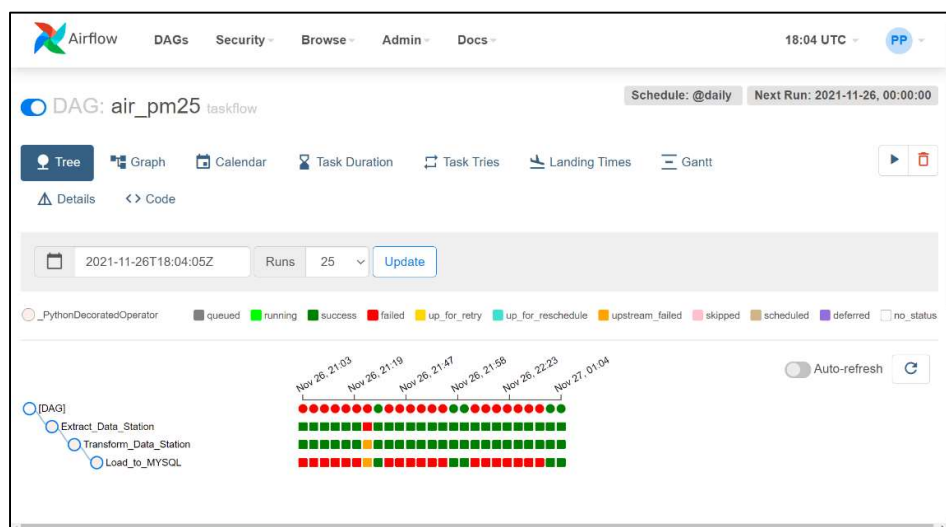 Airflow DAGs Security Browse Admin Docs 18:04 UTC PP
DAG: air_pm25 taskflow Schedule: @daily Next Run: 2021-11-26, 00:00:00
Tree Graph Calendar Task Duration Task Tries Landing Times Gantt
Details <> Code
2021-11-26T18:04:05Z Runs 25 Update
_PythonDecoratedOperator queued running success failed up_for_retry up_for_reschedule upstream_failed skipped scheduled deferred no_status
Nov 26, 21:03 Nov 26, 21:19 Nov 26, 21:47 Nov 26, 21:58 Nov 26, 22:23 Nov 27, 01:04 Auto-refresh
[DAG]
Extract_Data_Station
Transform_Data_Station
Load_to_MYSQL